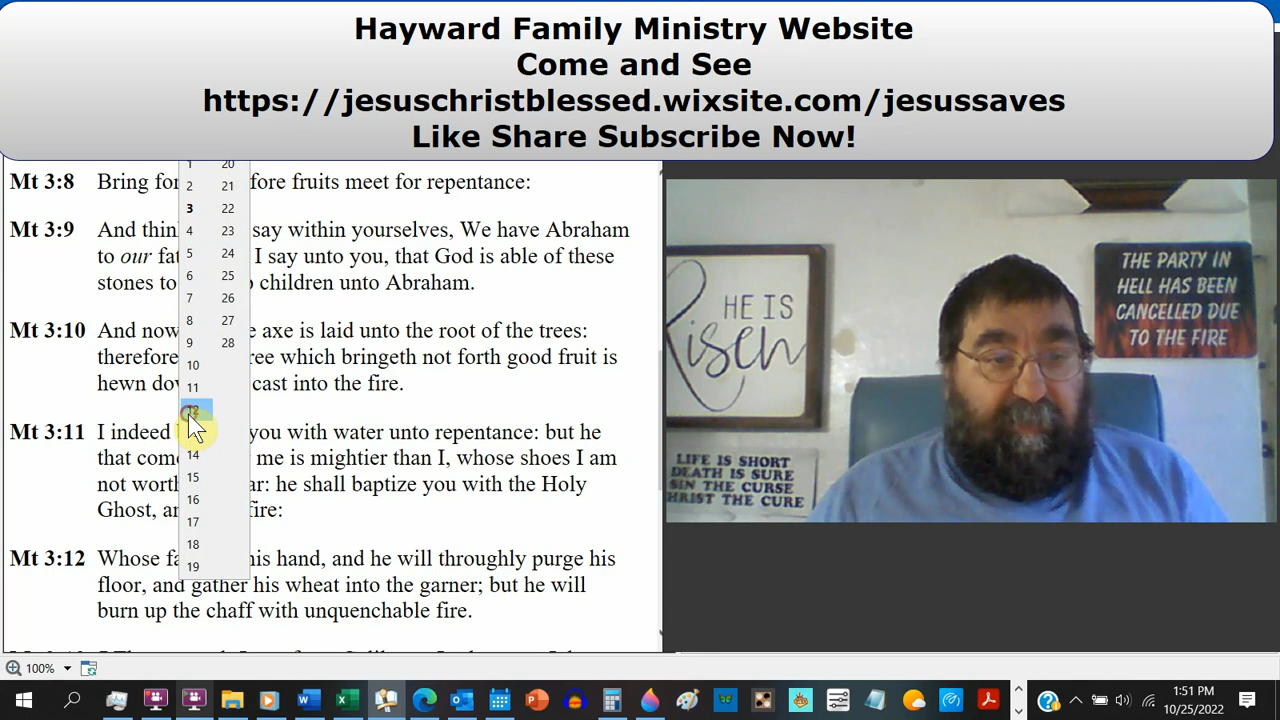 Hayward Family Ministry Website
Come and See
https://jesuschristblessed.wixsite.com/jesussaves
Like Share Subscribe Now!
Mt 3:8 Bring for fore fruits meet for repentance:
Mt 3:9 And think say within yourselves, We have Abraham
to our fat I say unto you, that God is able of these
stones to children unto Abraham.
Mt 3:10 And now e axe is laid unto the root of the trees:
therefore ree which bringeth not forth good fruit is
hewn dow cast into the fire.
Mt 3:11 I indeed you with water unto repentance: but he
that come me is mightier than I, whose shoes I am
not worth ar: he shall baptize you with the Holy
Ghost, an fire:
Mt 3:12 Whose fa his hand, and he will throughly purge his
floor, and gather his wheat into the garner; but he will
burn up the chaff with unquenchable fire.
1 20
2 21
3 22
4 23
5 24
6 25
7 26
8 27
9 28
10
11
12
14
15
16
17
18
19
HE IS
Risen
THE PARTY IN
HELL HAS BEEN
CANCELLED DUE
TO THE FIRE
LIFE IS SHORT
DEATH IS SURE
SIN THE CURSE
CHRIST THE CURE
100%
1:51 PM
10/25/2022